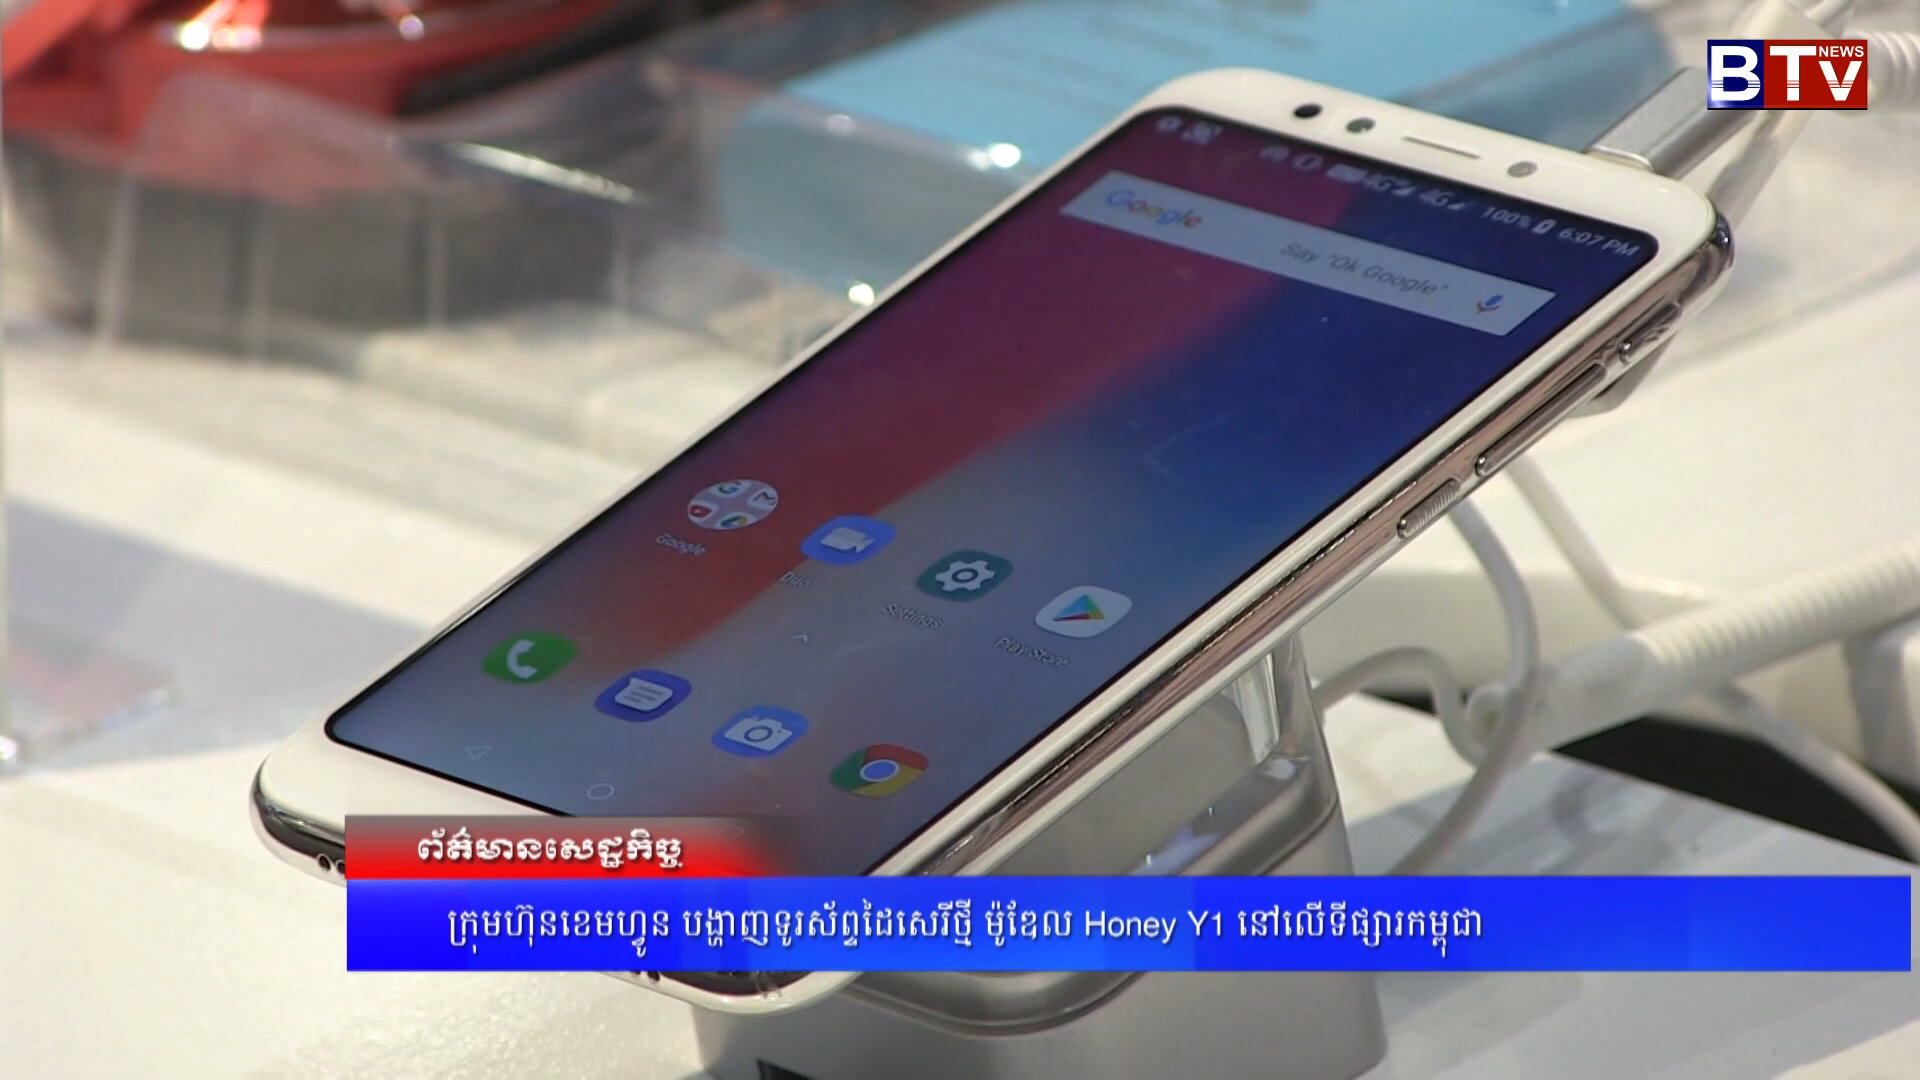 BTV NEWS
4G 4G 100% 6:07 PM
Google Say "Ok Google"
Google Duo Settings Play Store
ព័ត៌មានសេដ្ឋកិច្ច
ក្រុមហ៊ុនខេមហ្វូន បង្ហាញទូរស័ព្ទដៃសេរីថ្មី ម៉ូឌែល Honey Y1 នៅលើទីផ្សារកម្ពុជា